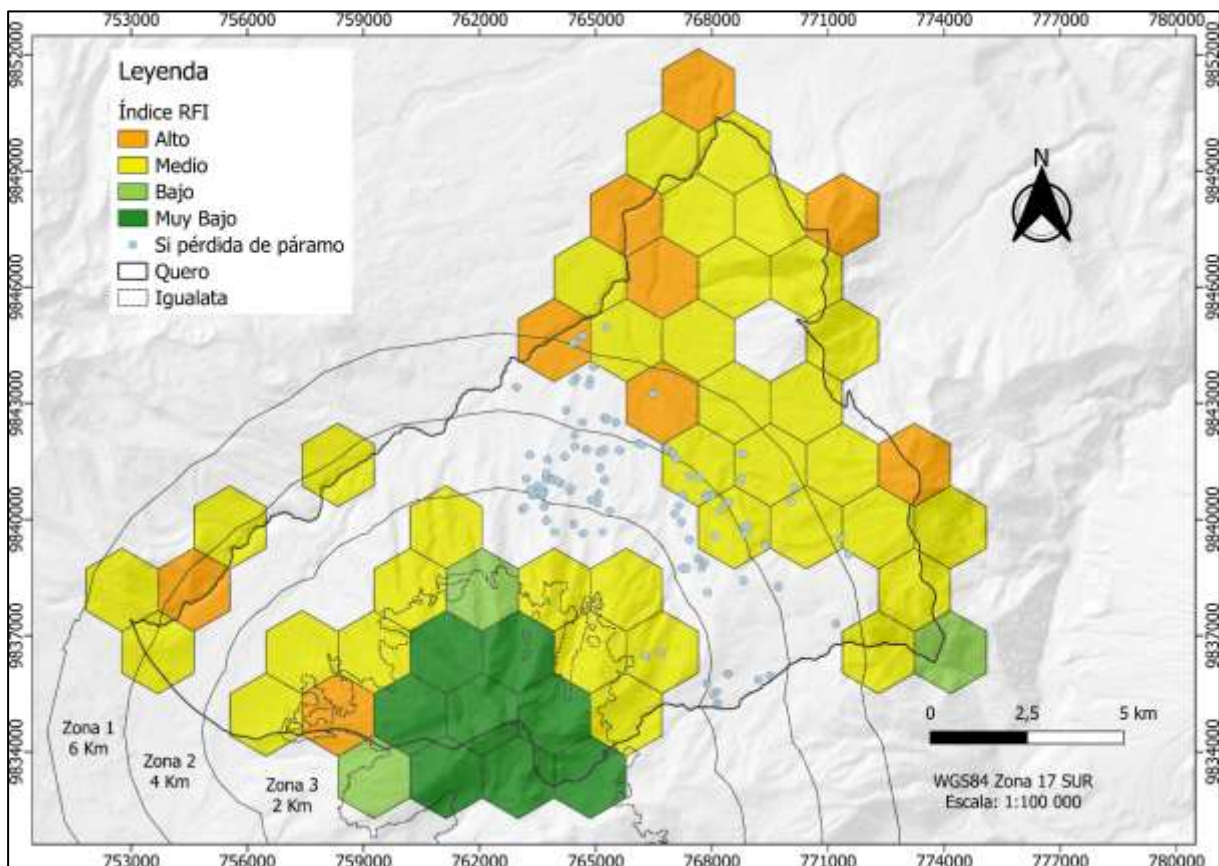 753000 756000 759000 762000 765000 768000 771000 774000 777000 780000
9852000 9852000
Leyenda
Índice RFI
Alto
Medio
Bajo
Muy Bajo
Si pérdida de páramo
Quero
Igualata
N
9849000 9849000
9846000 9846000
9843000 9843000
9840000 9840000
9837000 9837000
9834000 9834000
Zona 1
6 Km
Zona 2
4 Km
Zona 3
2 Km
0 2,5 5 km
WGS84 Zona 17 SUR
Escala: 1:100 000
753000 756000 759000 762000 765000 768000 771000 774000 777000 780000